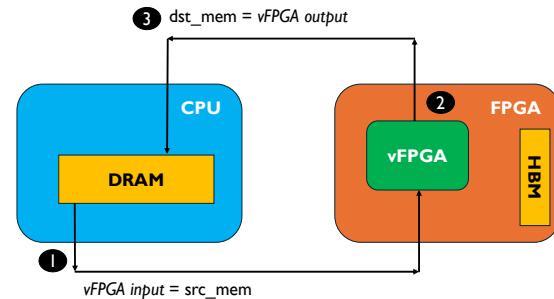 3 dst_mem = vFPGA output
CPU
2 FPGA
vFPGA
DRAM
HBM
1
vFPGA input = src_mem